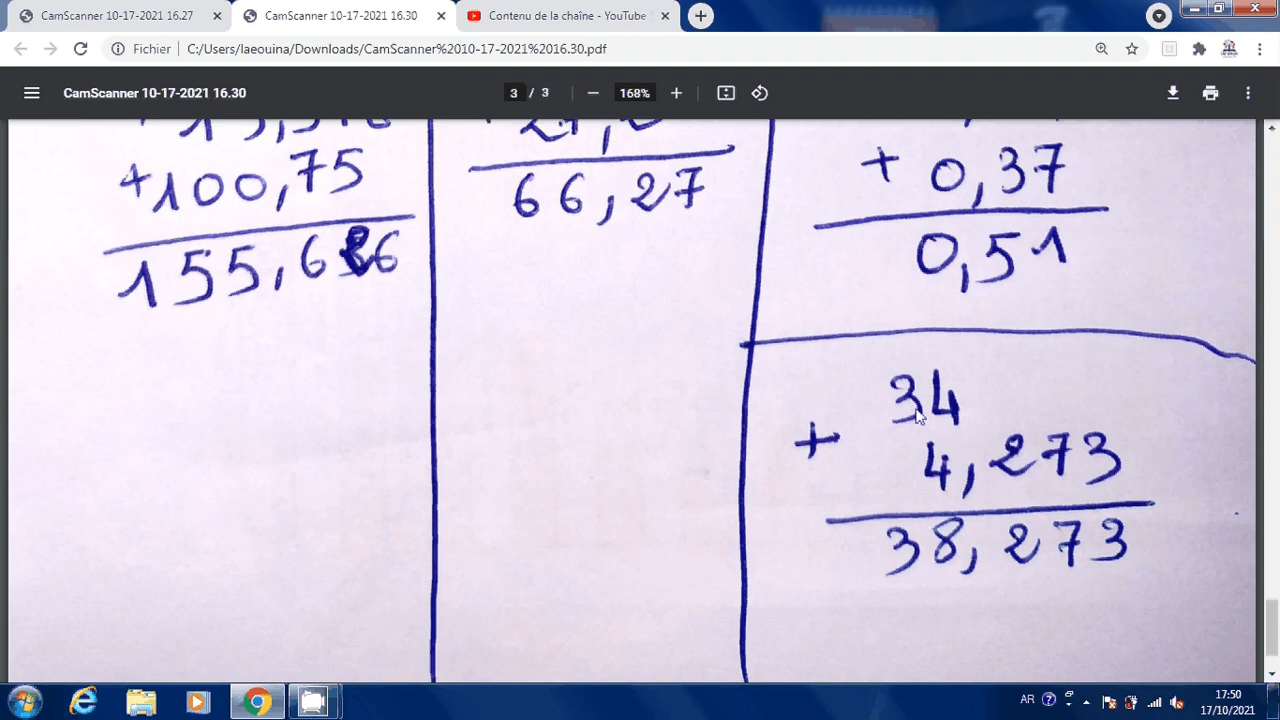 CamScanner 10-17-2021 16.27
CamScanner 10-17-2021 16.30
Contenu de la chaîne - YouTube S
Fichier
C:/Users/laeouina/Downloads/CamScanner%2010-17-2021%2016.30.pdf
CamScanner 10-17-2021 16.30
3 / 3
168%
+100,75
155,6 6
66,27
+ 0,37
0,51
34
+
4,273
38,273
AR
17:50
17/10/2021